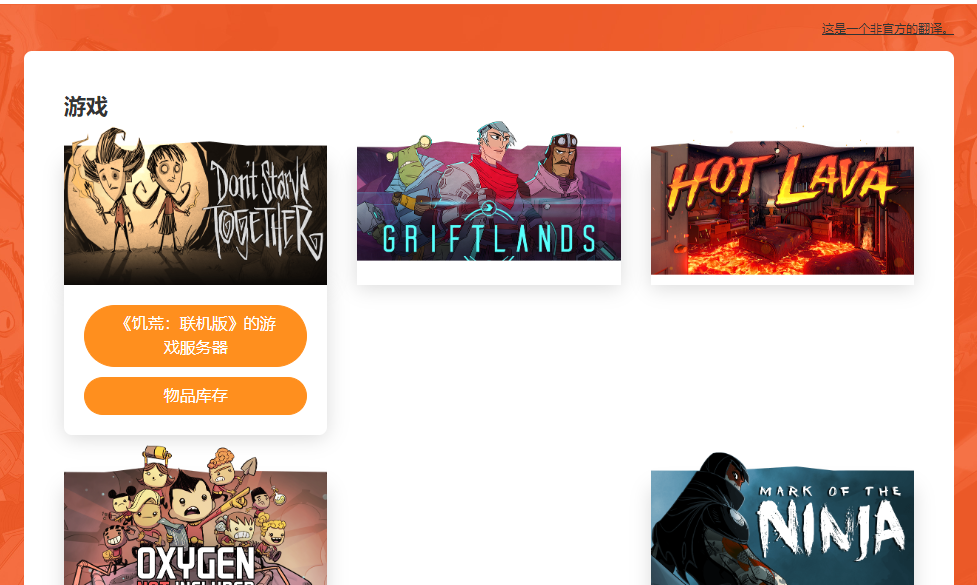 这是一个非官方的翻译。
游戏
Don't Starve
TOGETHER
GRIFTLANDS
HOT LAVA
《饥荒：联机版》的游
戏服务器
物品库存
OXYGEN
NOT INCLUDED
MARK OF THE
NINJA